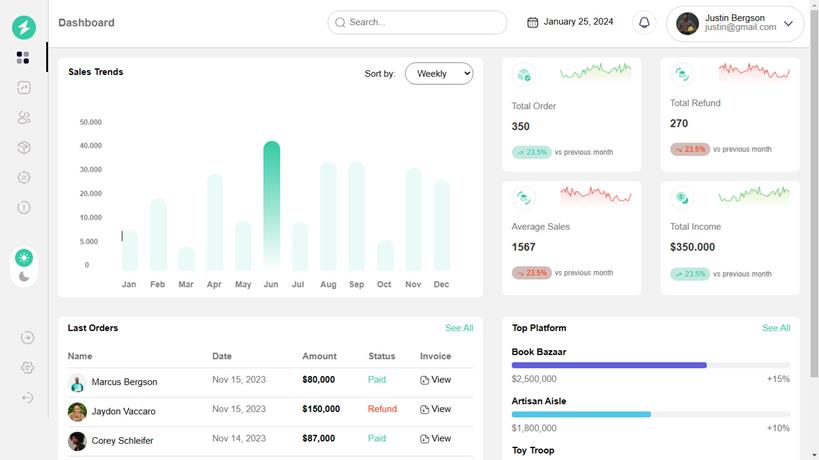 Dashboard
Search...
January 25, 2024
Justin Bergson
justin@gmail.com
Sales Trends
Sort by:
Weekly
50.000
40.000
30.000
20.000
10.000
5.000
0
Jan Feb Mar Apr May Jun Jul Aug Sep Oct Nov Dec
Total Order
350
23.5% vs previous month
Total Refund
270
23.5% vs previous month
Average Sales
1567
23.5% vs previous month
Total Income
$350.000
23.5% vs previous month
Last Orders
See All
Name Date Amount Status Invoice
Marcus Bergson Nov 15, 2023 $80,000 Paid View
Jaydon Vaccaro Nov 15, 2023 $150,000 Refund View
Corey Schleifer Nov 14, 2023 $87,000 Paid View
Top Platform
See All
Book Bazaar
$2,500,000 +15%
Artisan Aisle
$1,800,000 +10%
Toy Troop